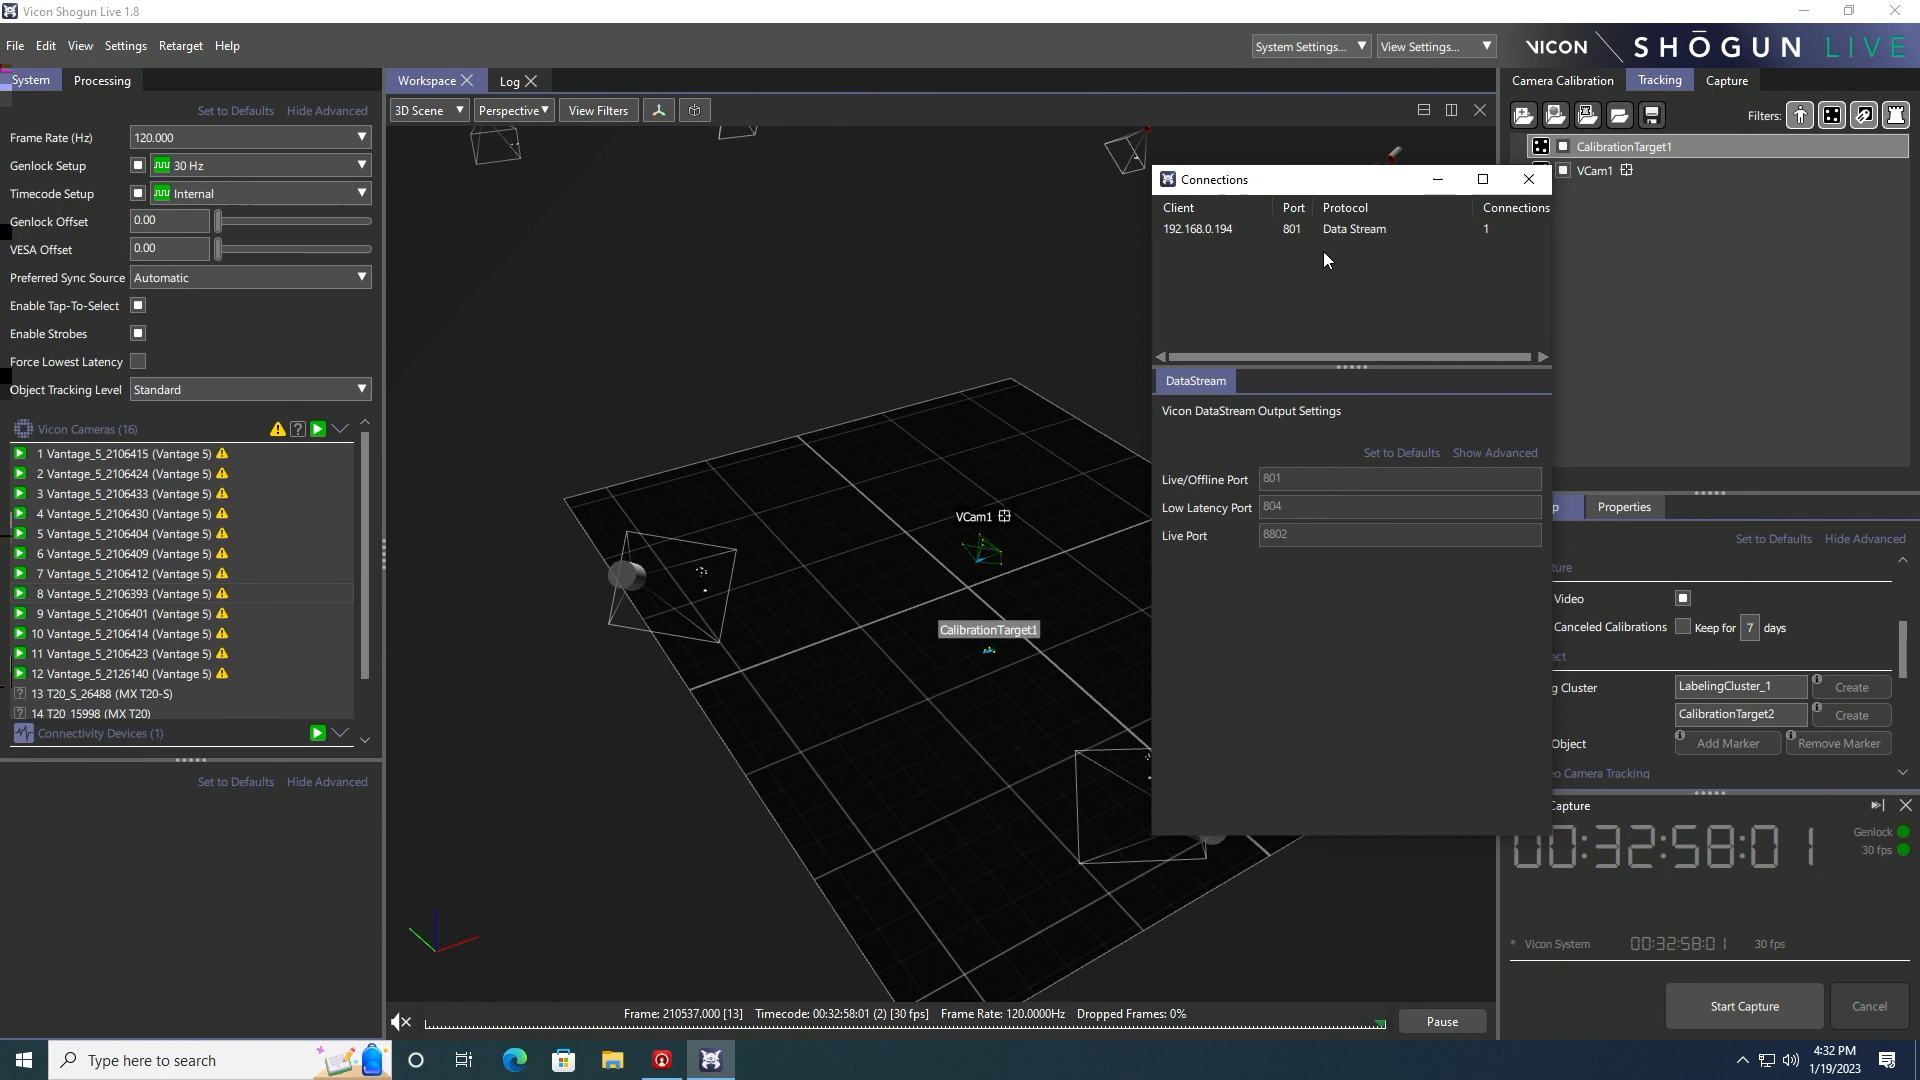 Vicon Shogun Live 1.8
File Edit View Settings Retarget Help
System Settings... View Settings...
VICON SHŌGUN LIVE
System Processing
Workspace Log
Camera Calibration Tracking Capture
Set to Defaults Hide Advanced
3D Scene Perspective View Filters
Filters:
Frame Rate (Hz) 120.000
Genlock Setup 30 Hz
Timecode Setup Internal
Genlock Offset 0.00
VESA Offset 0.00
Preferred Sync Source Automatic
Enable Tap-To-Select
Enable Strobes
Force Lowest Latency
Object Tracking Level Standard
Vicon Cameras (16)
1 Vantage_5_2106415 (Vantage 5)
2 Vantage_5_2106424 (Vantage 5)
3 Vantage_5_2106433 (Vantage 5)
4 Vantage_5_2106430 (Vantage 5)
5 Vantage_5_2106404 (Vantage 5)
6 Vantage_5_2106409 (Vantage 5)
7 Vantage_5_2106412 (Vantage 5)
8 Vantage_5_2106393 (Vantage 5)
9 Vantage_5_2106401 (Vantage 5)
10 Vantage_5_2106414 (Vantage 5)
11 Vantage_5_2106423 (Vantage 5)
12 Vantage_5_2126140 (Vantage 5)
13 T20_S_26488 (MX T20-S)
14 T20_15998 (MX T20)
Connectivity Devices (1)
Set to Defaults Hide Advanced
VCam1
CalibrationTarget1
Connections
Client Port Protocol Connections
192.168.0.194 801 Data Stream 1
DataStream
Vicon DataStream Output Settings
Set to Defaults Show Advanced
Live/Offline Port 801
Low Latency Port 804
Live Port 8802
CalibrationTarget1
VCam1
p Properties
Set to Defaults Hide Advanced
ture
Video
Canceled Calibrations Keep for 7 days
ect
g Cluster LabelingCluster_1 Create
CalibrationTarget2 Create
Object Add Marker Remove Marker
o Camera Tracking
Capture
00:32:58:01
Genlock
30 fps
* Vicon System 00:32:58:01 30 fps
Start Capture Cancel
Frame: 210537.000 [13] Timecode: 00:32:58:01 (2) [30 fps] Frame Rate: 120.0000Hz Dropped Frames: 0%
Pause
Type here to search
4:32 PM
1/19/2023